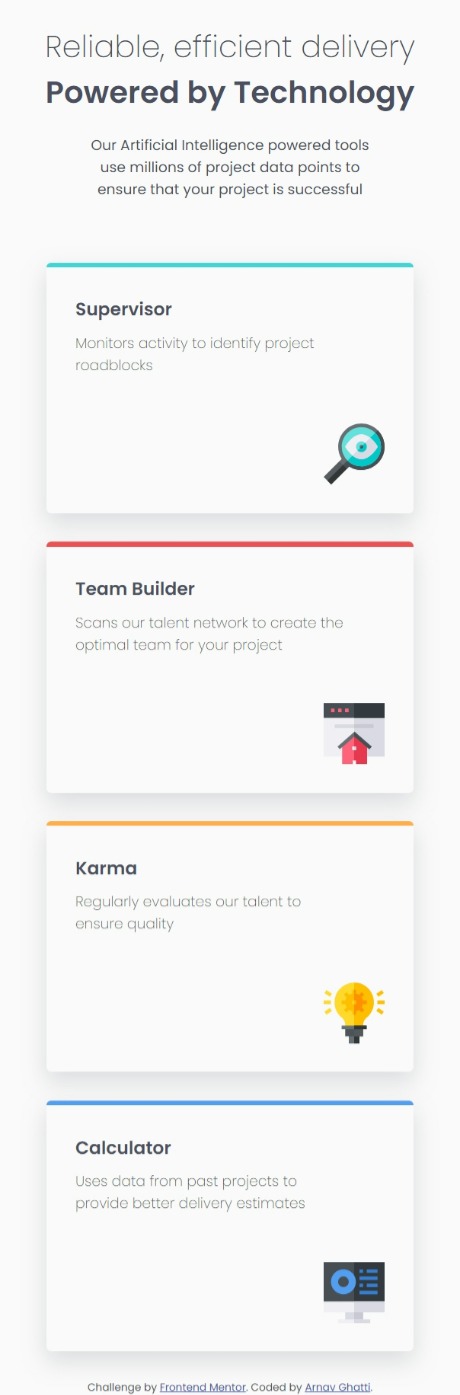 Reliable, efficient delivery
Powered by Technology
Our Artificial Intelligence powered tools
use millions of project data points to
ensure that your project is successful
Supervisor
Monitors activity to identify project
roadblocks
Team Builder
Scans our talent network to create the
optimal team for your project
Karma
Regularly evaluates our talent to
ensure quality
Calculator
Uses data from past projects to
provide better delivery estimates
Challenge by Frontend Mentor. Coded by Arnav Ghatti.